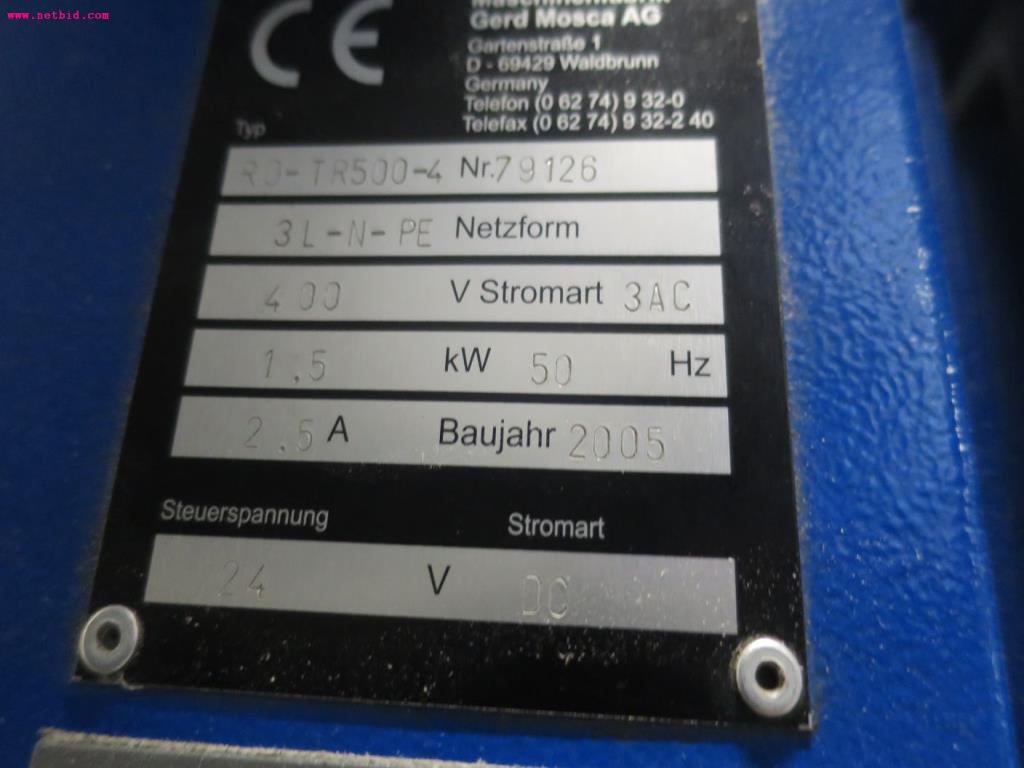 www.netbid.com
CE
Maschinenfabrik
Gerd Mosca AG
Gartenstraße 1
D - 69429 Waldbrunn
Germany
Telefon (0 62 74) 9 32-0
Telefax (0 62 74) 9 32-2 40
Typ
RO-TR500-4 Nr. 79126
3L-N-PE Netzform
400 V Stromart 3AC
1.5 kW 50 Hz
2.5 A Baujahr 2005
Steuerspannung Stromart
24 V DC